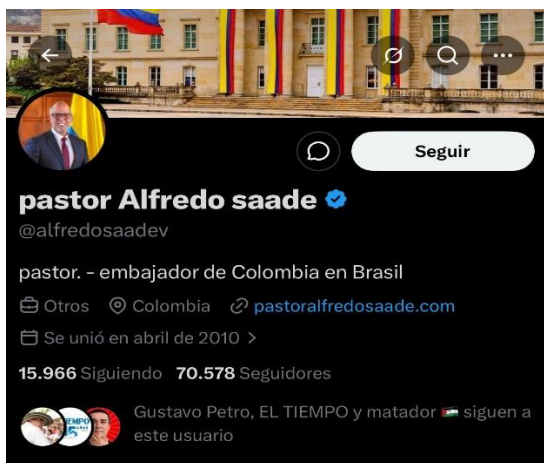 Seguir
pastor Alfredo saade
@alfredosaadev
pastor. - embajador de Colombia en Brasil
Otros Colombia pastoralfredosaade.com
Se unió en abril de 2010 >
15.966 Siguiendo 70.578 Seguidores
Gustavo Petro, EL TIEMPO y matador 🇵🇸 siguen a
este usuario